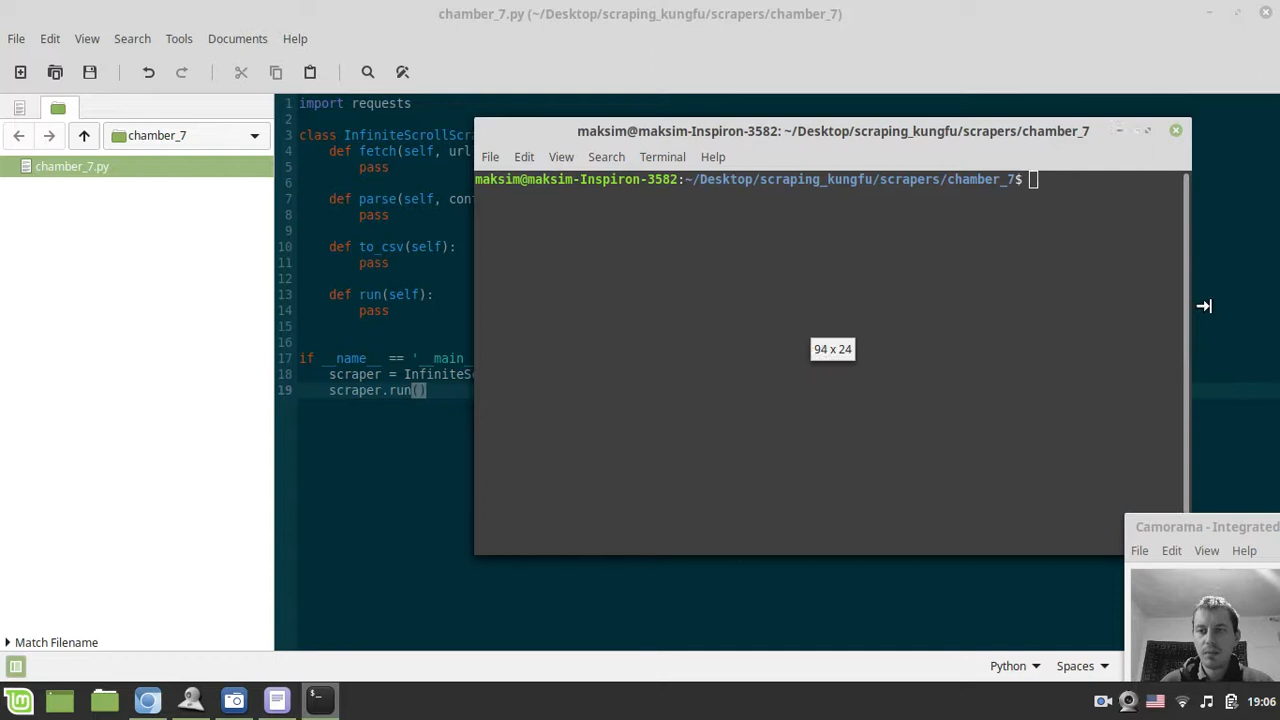 chamber_7.py (~/Desktop/scraping_kungfu/scrapers/chamber_7)
File Edit View Search Tools Documents Help
chamber_7
chamber_7.py
1 import requests
2
3 class InfiniteScrollScra
4 def fetch(self, url
5 pass
6
7 def parse(self, con
8 pass
9
10 def to_csv(self):
11 pass
12
13 def run(self):
14 pass
15
16
17 if __name__ == '__main_
18 scraper = InfiniteSc
19 scraper.run()
maksim@maksim-Inspiron-3582: ~/Desktop/scraping_kungfu/scrapers/chamber_7
File Edit View Search Terminal Help
maksim@maksim-Inspiron-3582:~/Desktop/scraping_kungfu/scrapers/chamber_7$
94 x 24
Camorama - Integrated
File Edit View Help
Match Filename
Python Spaces
19:06